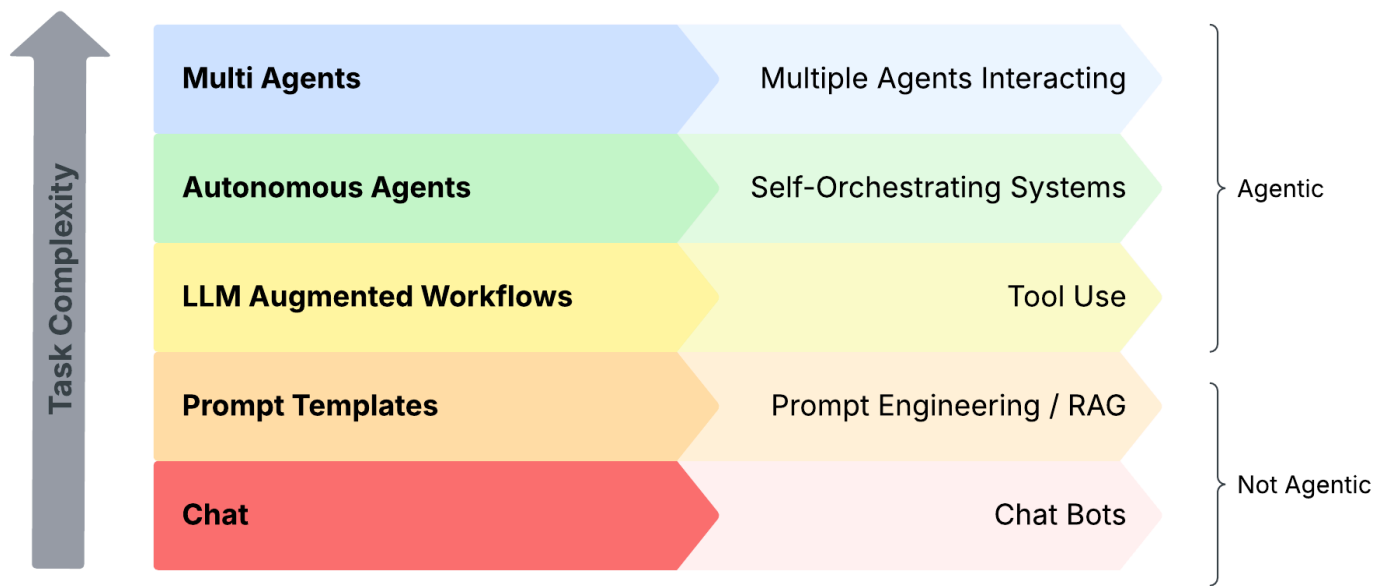 Task Complexity
Multi Agents
Multiple Agents Interacting
Autonomous Agents
Self-Orchestrating Systems
Agentic
LLM Augmented Workflows
Tool Use
Prompt Templates
Prompt Engineering / RAG
Not Agentic
Chat
Chat Bots